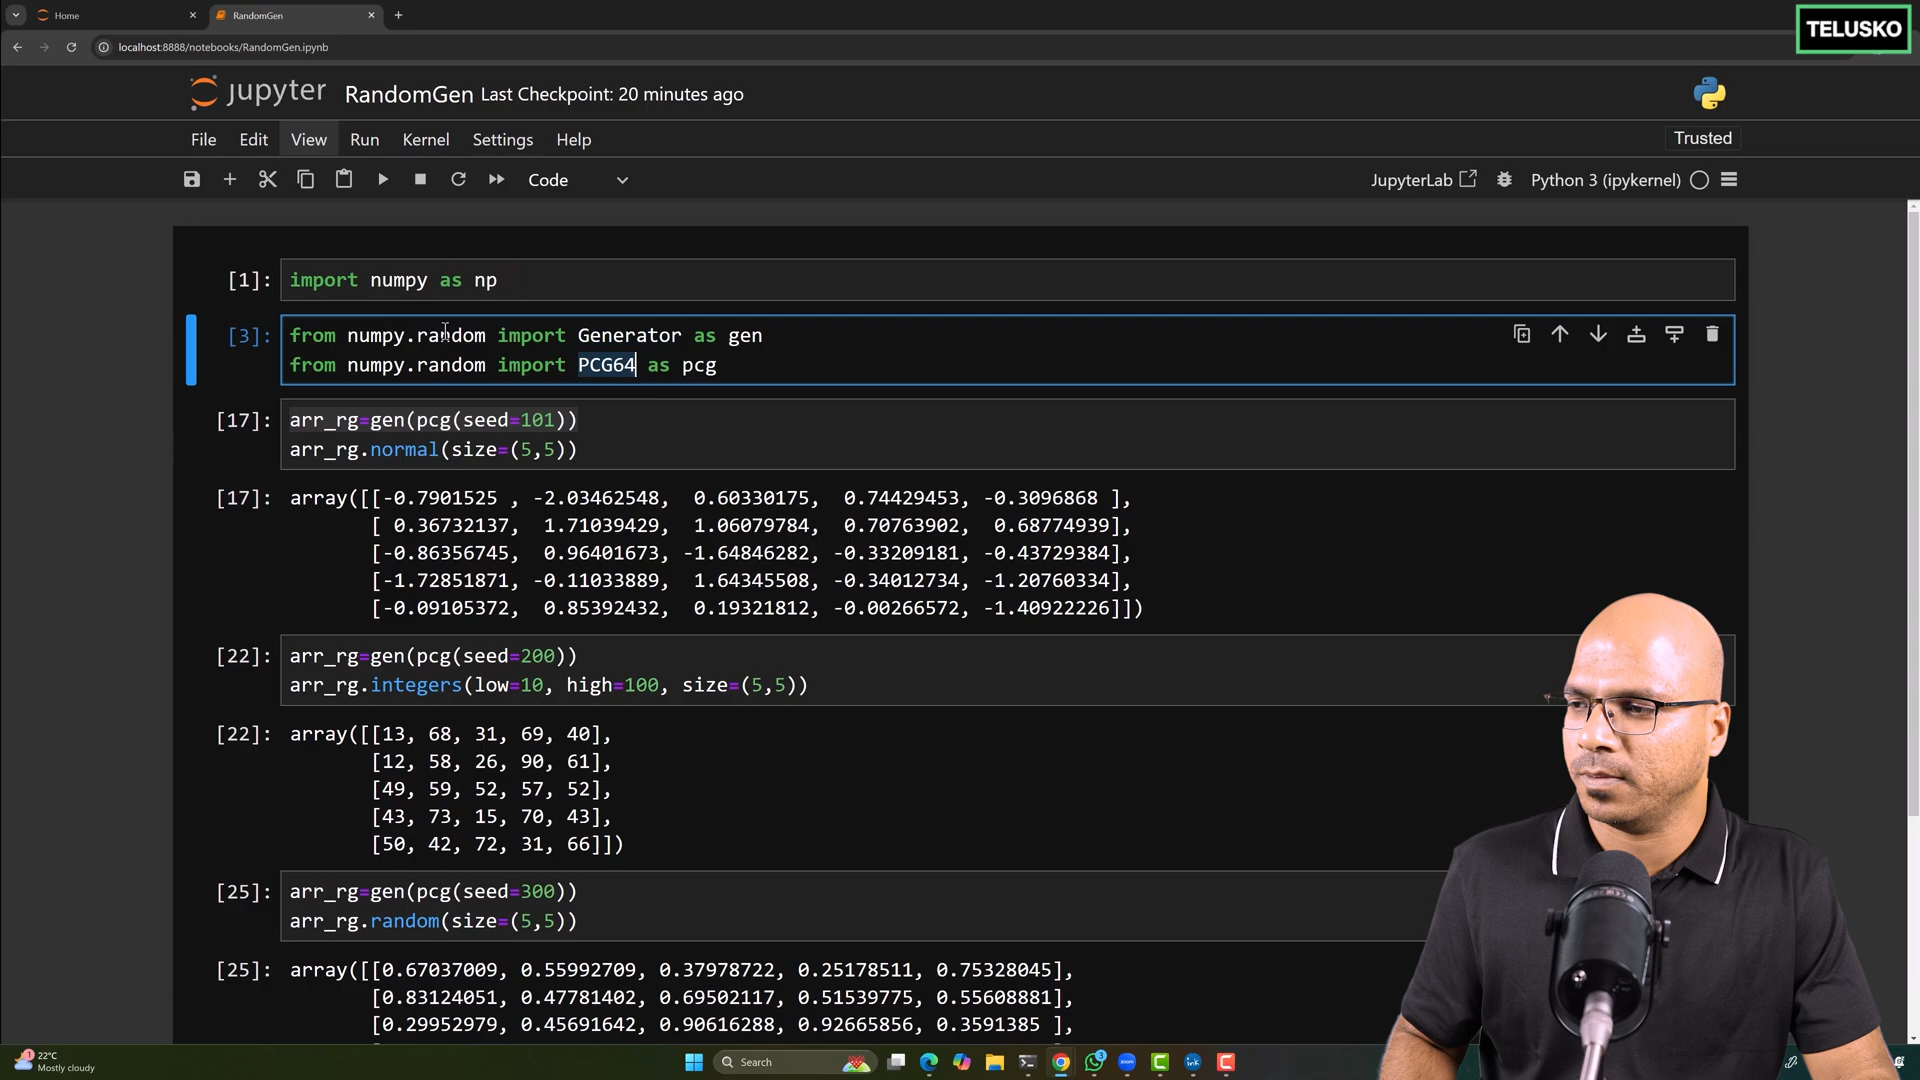 Home
RandomGen
TELUSKO
localhost:8888/notebooks/RandomGen.ipynb
jupyter RandomGen Last Checkpoint: 20 minutes ago
File Edit View Run Kernel Settings Help
Trusted
Code
JupyterLab
Python 3 (ipykernel)
[1]: import numpy as np
[3]: from numpy.random import Generator as gen
from numpy.random import PCG64 as pcg
[17]: arr_rg=gen(pcg(seed=101))
arr_rg.normal(size=(5,5))
[17]: array([[-0.7901525 , -2.03462548, 0.60330175, 0.74429453, -0.3096868 ],
[ 0.36732137, 1.71039429, 1.06079784, 0.70763902, 0.68774939],
[-0.86356745, 0.96401673, -1.64846282, -0.33209181, -0.43729384],
[-1.72851871, -0.11033889, 1.64345508, -0.34012734, -1.20760334],
[-0.09105372, 0.85392432, 0.19321812, -0.00266572, -1.40922226]])
[22]: arr_rg=gen(pcg(seed=200))
arr_rg.integers(low=10, high=100, size=(5,5))
[22]: array([[13, 68, 31, 69, 40],
[12, 58, 26, 90, 61],
[49, 59, 52, 57, 52],
[43, 73, 15, 70, 43],
[50, 42, 72, 31, 66]])
[25]: arr_rg=gen(pcg(seed=300))
arr_rg.random(size=(5,5))
[25]: array([[0.67037009, 0.55992709, 0.37978722, 0.25178511, 0.75328045],
[0.83124051, 0.47781402, 0.69502117, 0.51539775, 0.55608881],
[0.29952979, 0.45691642, 0.90616288, 0.92665856, 0.3591385 ],
1
22°C
Mostly cloudy
Search
3
zoom
ink